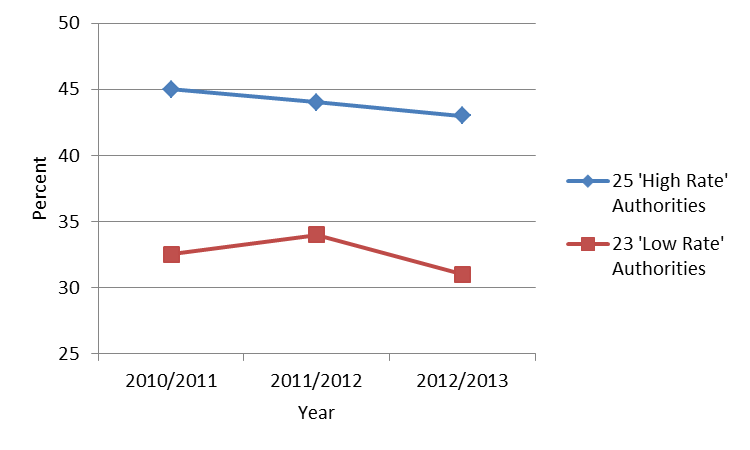 50
45
40
35
30
25
Percent
2010/2011
2011/2012
2012/2013
Year
25 'High Rate'
Authorities
23 'Low Rate'
Authorities